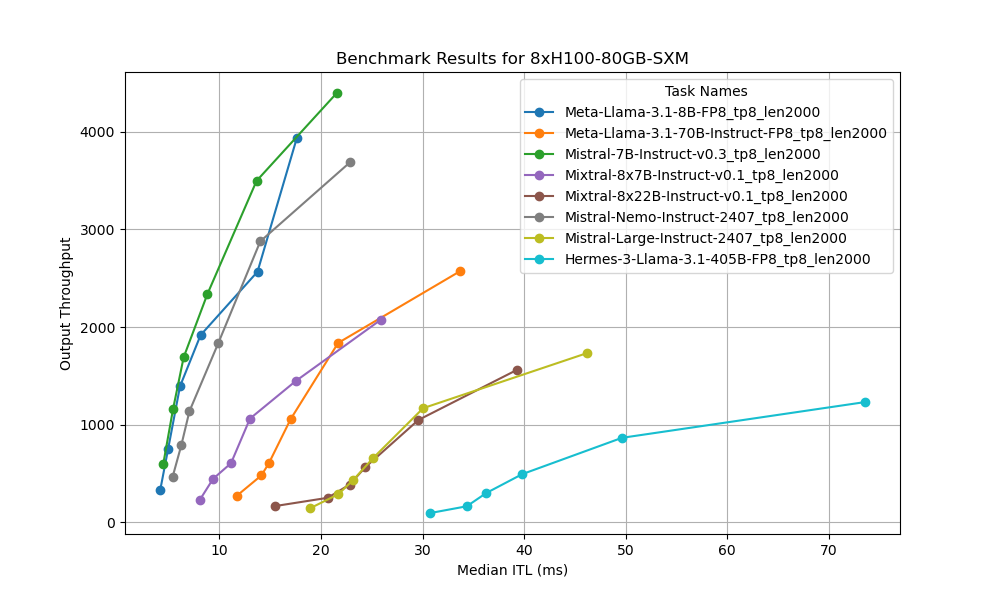 Benchmark Results for 8xH100-80GB-SXM
Task Names
Meta-Llama-3.1-8B-FP8_tp8_len2000
Meta-Llama-3.1-70B-Instruct-FP8_tp8_len2000
Mistral-7B-Instruct-v0.3_tp8_len2000
Mixtral-8x7B-Instruct-v0.1_tp8_len2000
Mixtral-8x22B-Instruct-v0.1_tp8_len2000
Mistral-Nemo-Instruct-2407_tp8_len2000
Mistral-Large-Instruct-2407_tp8_len2000
Hermes-3-Llama-3.1-405B-FP8_tp8_len2000
Output Throughput
4000
3000
2000
1000
0
10 20 30 40 50 60 70
Median ITL (ms)